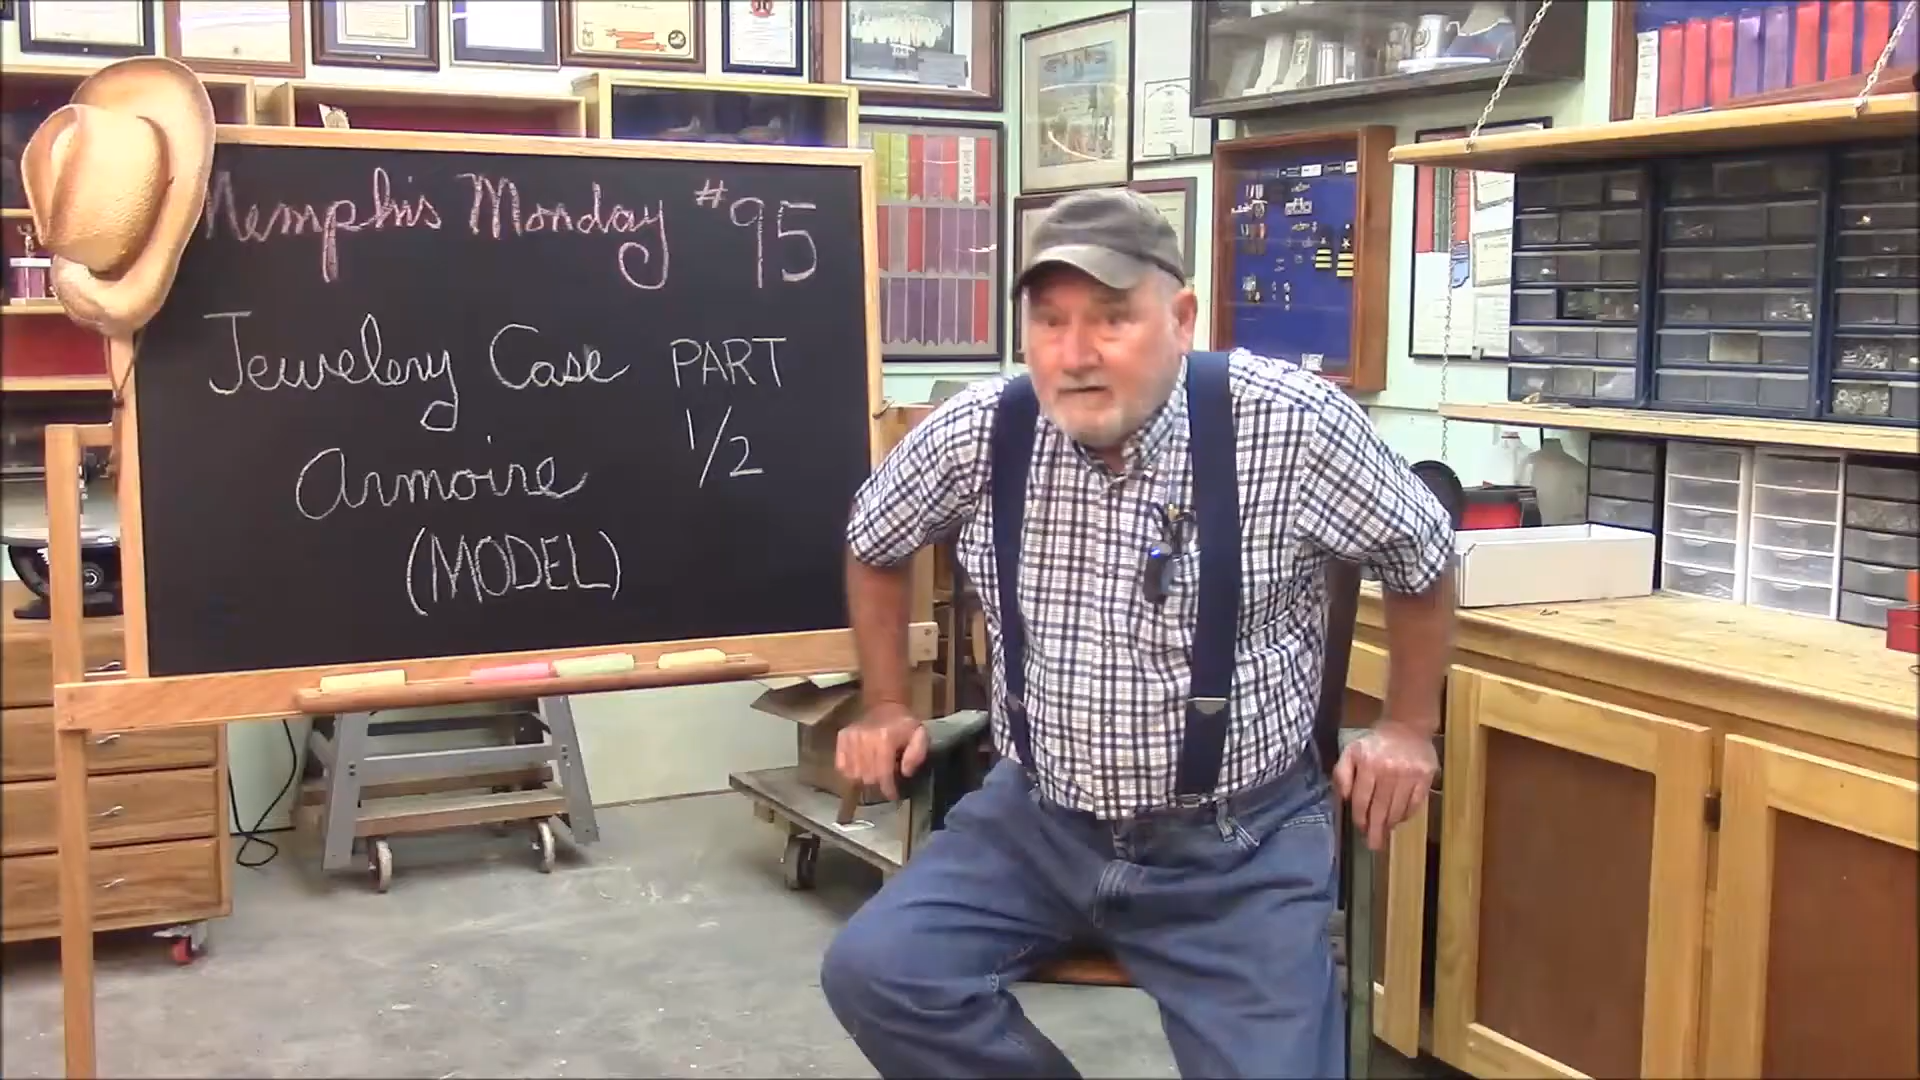 Memphis Monday #95
Jewelery Case PART
1/2
Armoire
(MODEL)